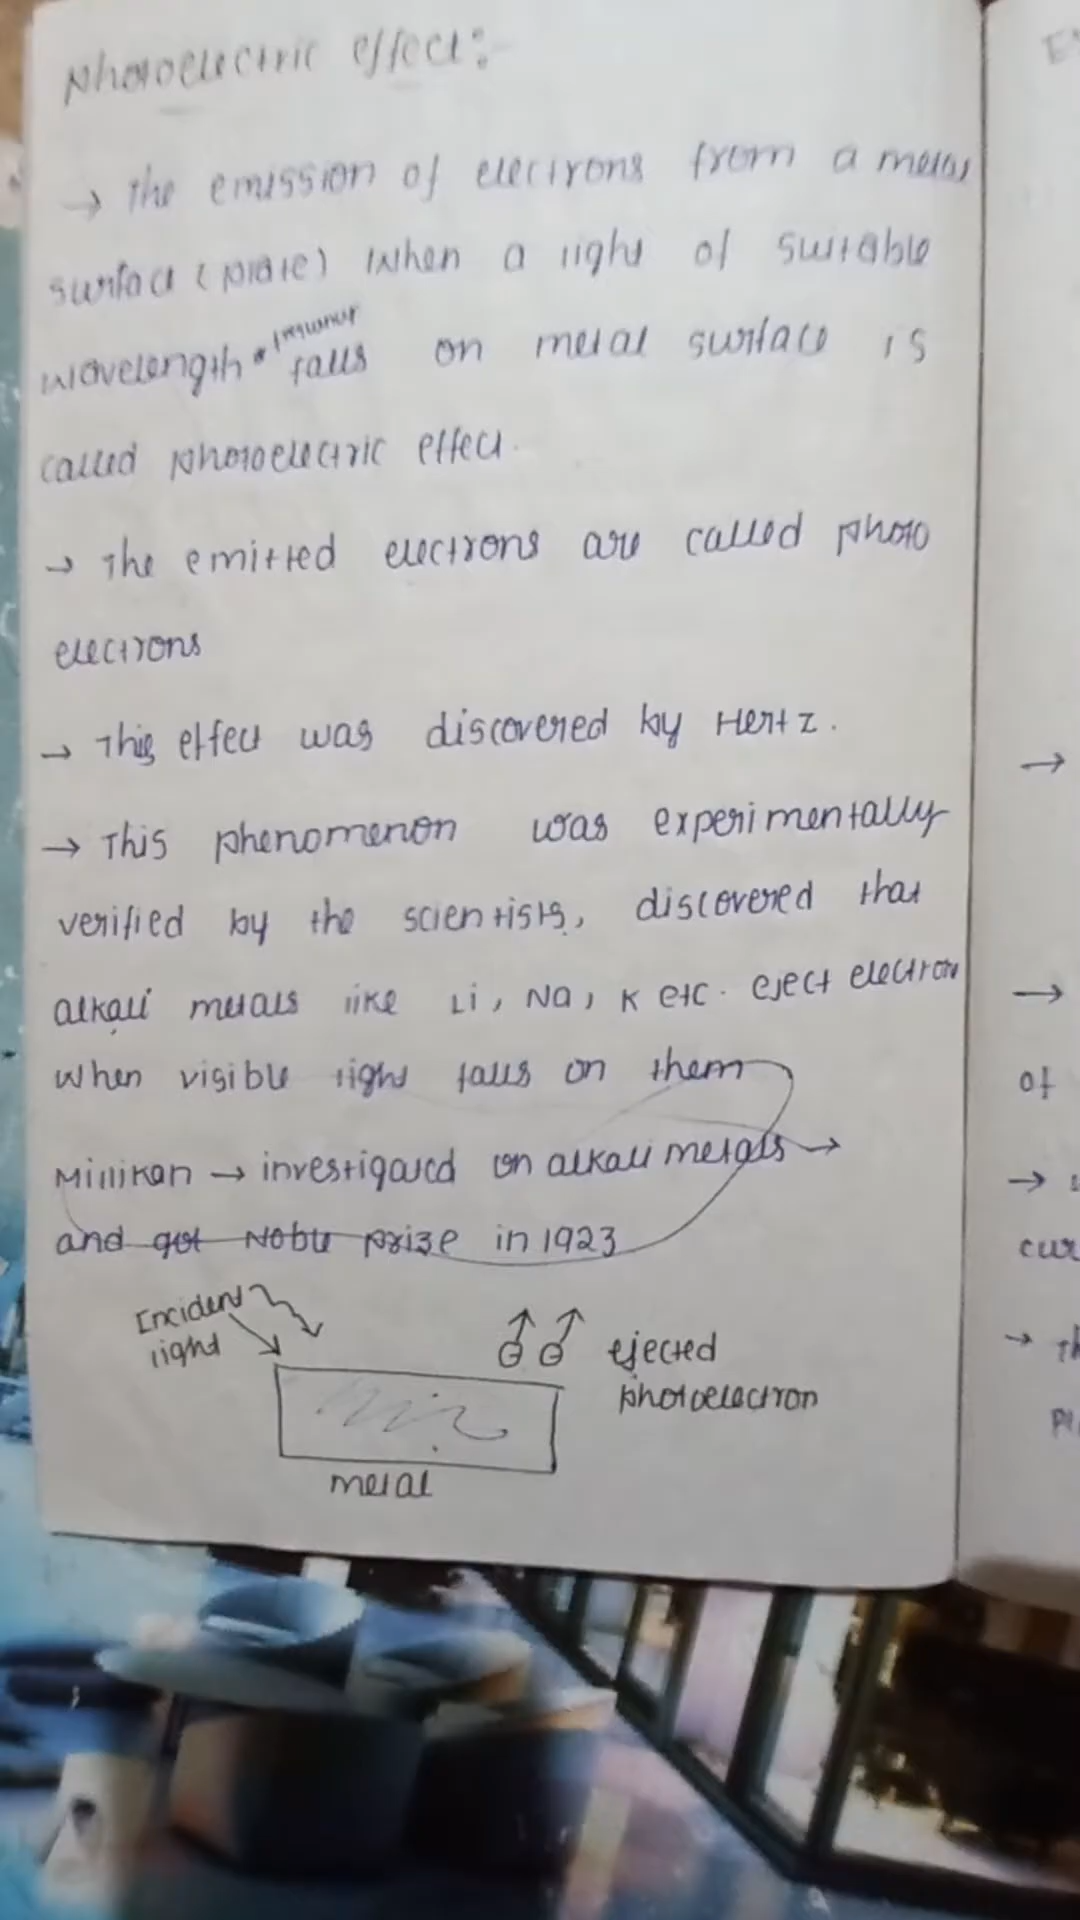 photoelectric effect:-
→ The emission of electrons from a metal
surface (plate) when a light of suitable
wavelength or frequency falls on metal surface is
called photoelectric effect.
→ The emitted electrons are called photo
electrons
→ This effect was discovered by Hertz.
→ This phenomenon was experimentally
verified by the scientists, discovered that
alkali metals like Li, Na, K etc. eject electron
when visible light falls on them
Millikan → investigated on alkali metals →
and got Noble prize in 1923
Incident
light
ejected
photoelectron
metal
→
→
of
→
cur
→ Th